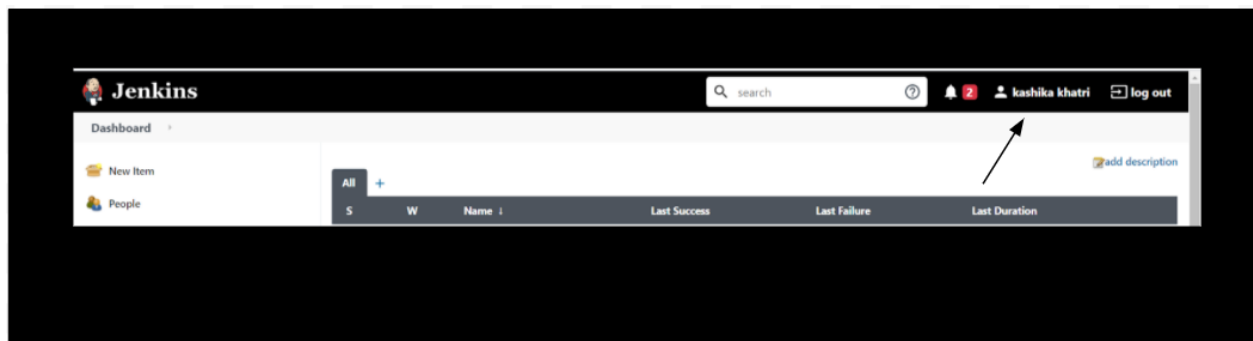 Jenkins search 2 kashika khatri log out
Dashboard
add description
New Item
All +
People
S W Name ↓ Last Success Last Failure Last Duration